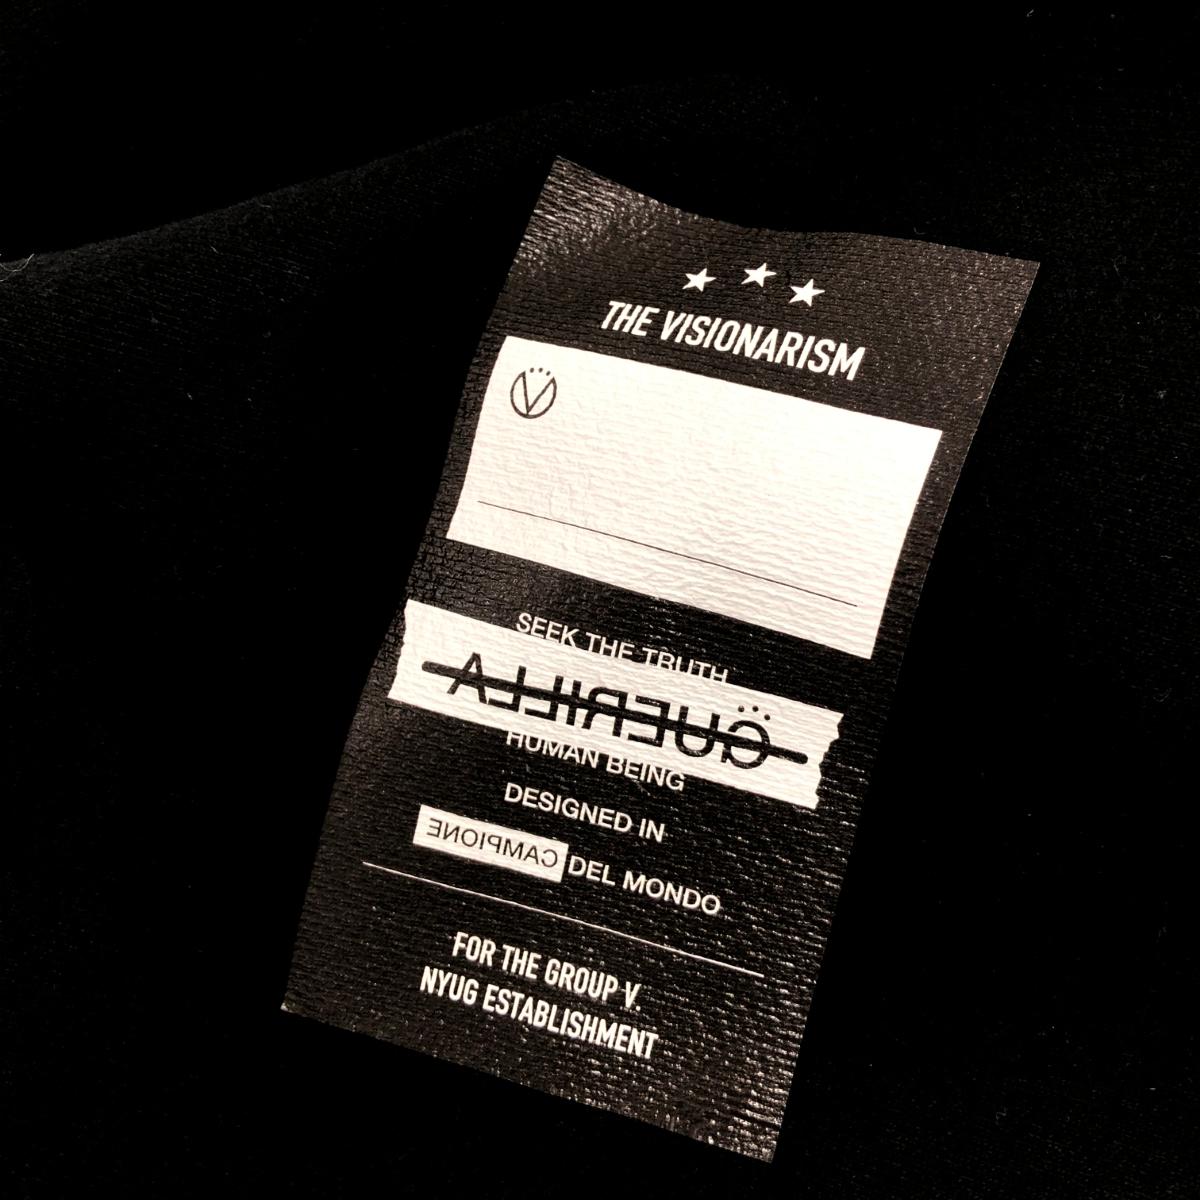 THE VISIONARISM
V
SEEK THE TRUTH
GUERILLA
HUMAN BEING
DESIGNED IN
CAMPIONE DEL MONDO
FOR THE GROUP V.
NYUG ESTABLISHMENT